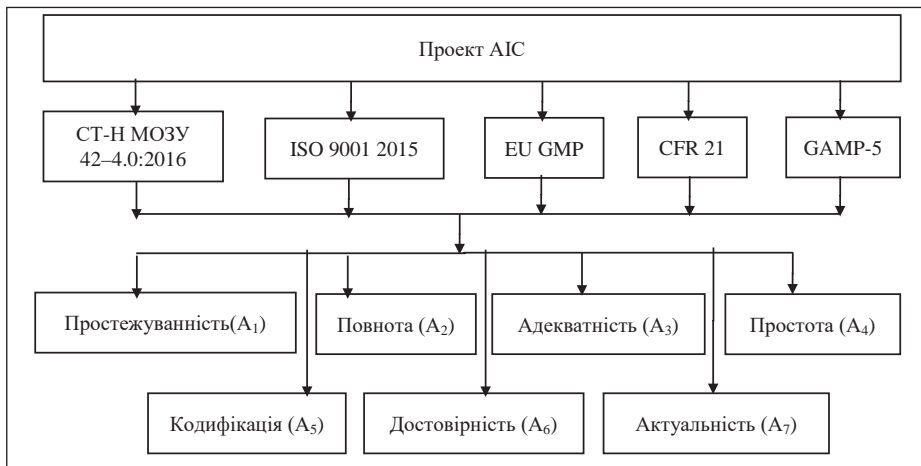 Проект АІС
СТ-Н МОЗУ
42–4.0:2016
ISO 9001 2015
EU GMP
CFR 21
GAMP-5
Простежуванність(А₁)
Повнота (А₂)
Адекватність (А₃)
Простота (А₄)
Кодифікація (А₅)
Достовірність (А₆)
Актуальність (А₇)